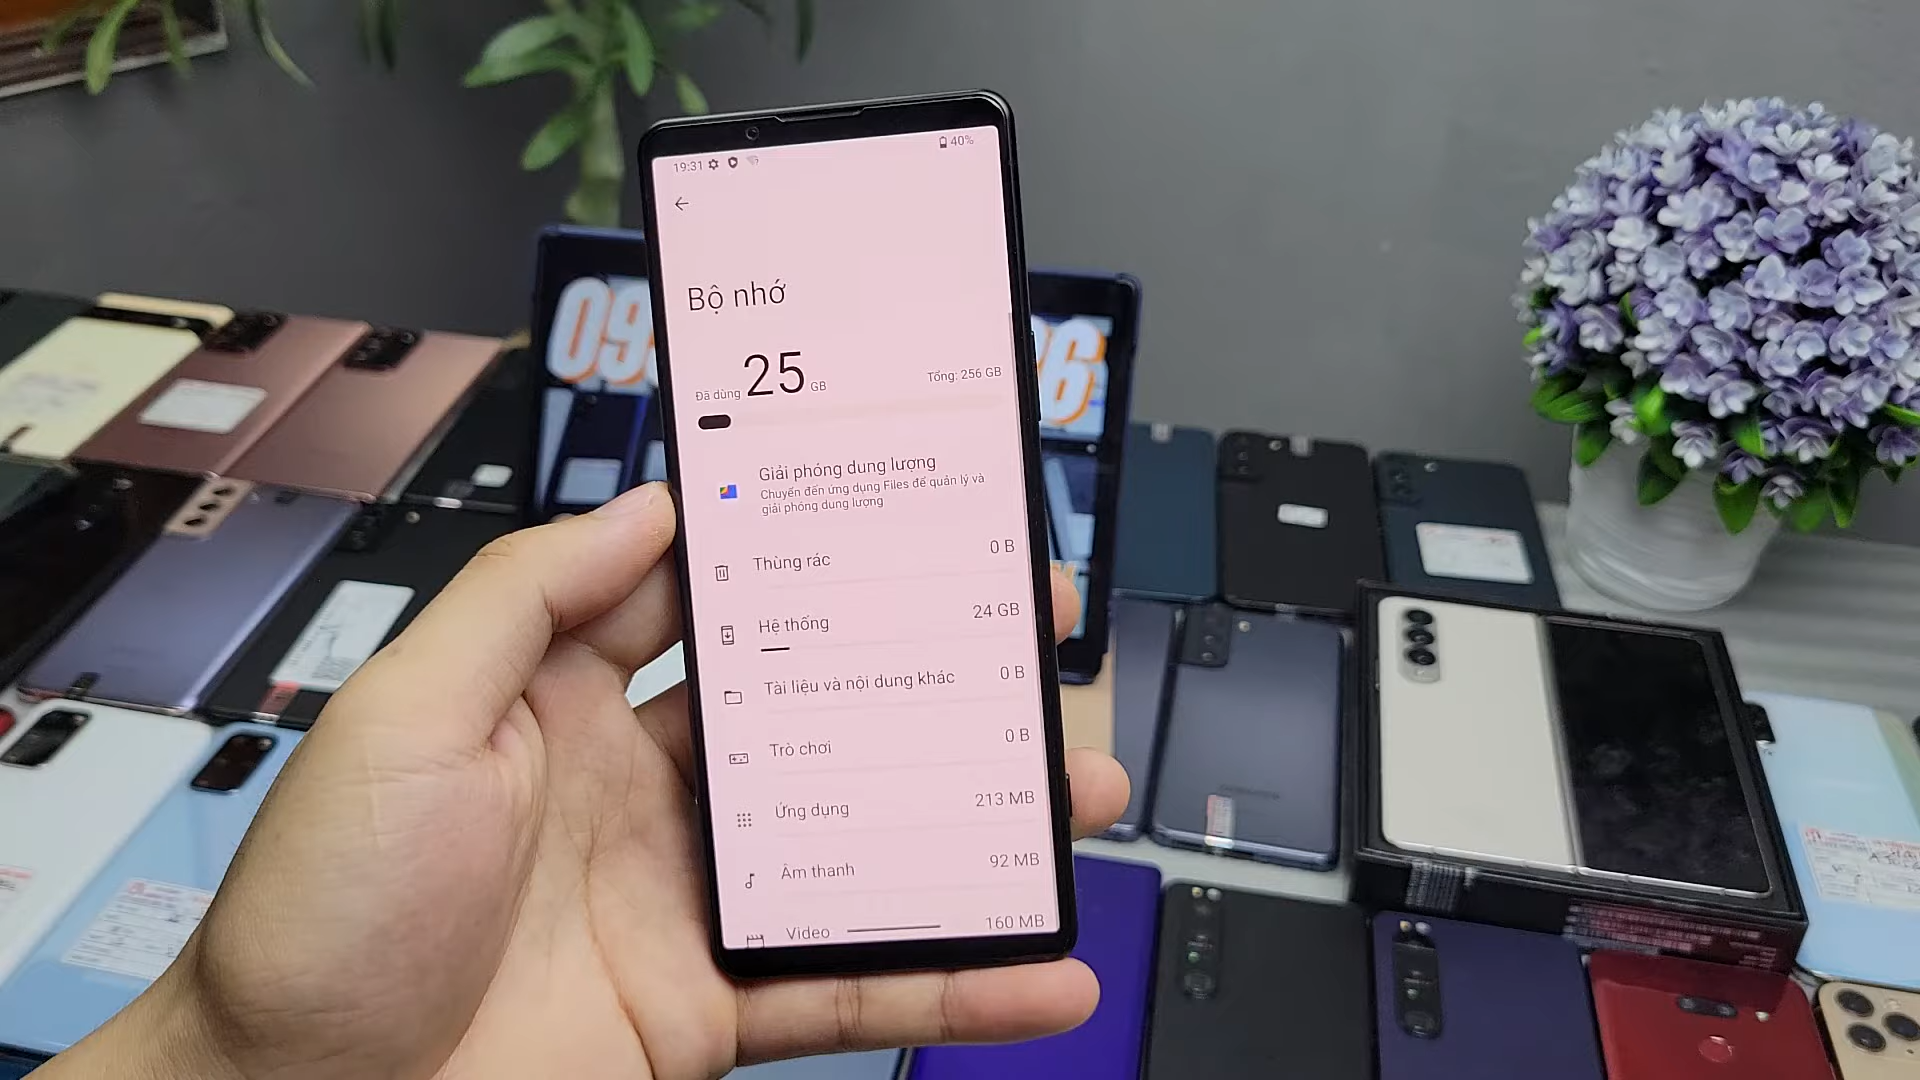 19:31
40%
Bộ nhớ
Đã dùng 25 GB
Tổng: 256 GB
Giải phóng dung lượng
Chuyển đến ứng dụng Files để quản lý và
giải phóng dung lượng
Thùng rác 0 B
Hệ thống 24 GB
Tài liệu và nội dung khác 0 B
Trò chơi 0 B
Ứng dụng 213 MB
Âm thanh 92 MB
Video 160 MB
09
6